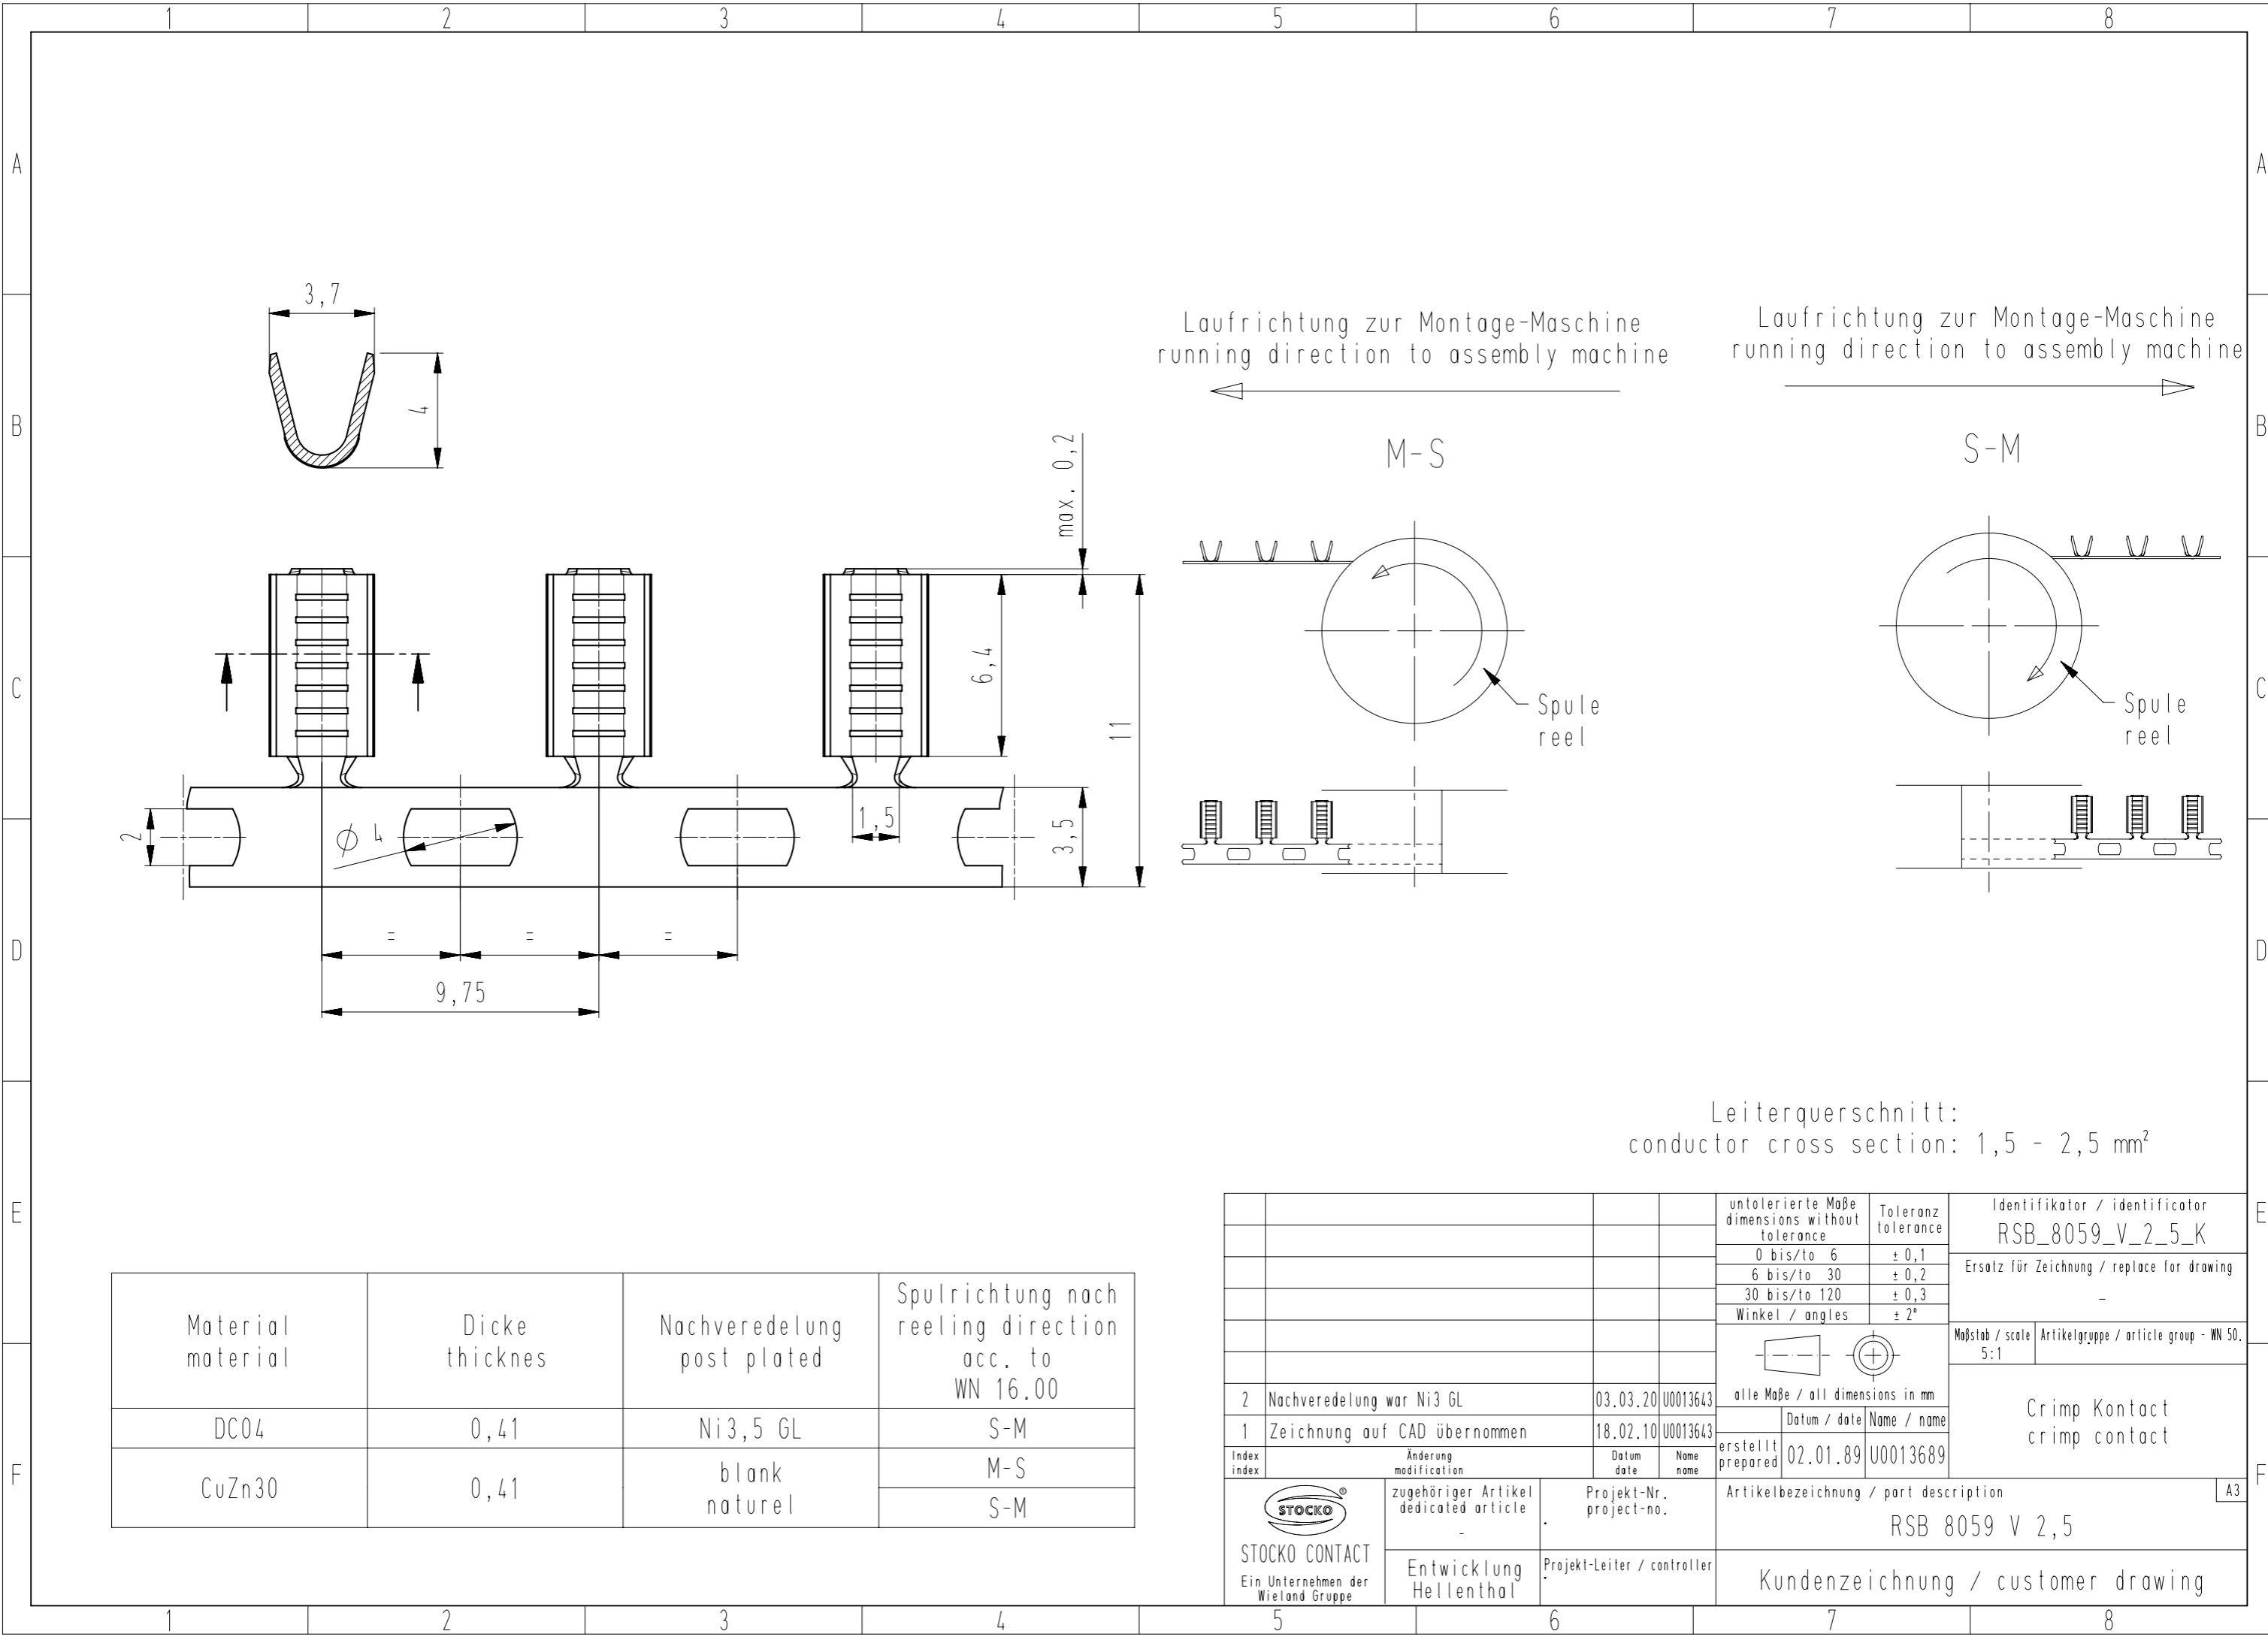 1 2 3 4 5 6 7 8
A A
B B
C C
D D
E E
F F
3,7
4
max. 0,2
6,4
11
1,5
3,5
2
Ø 4
= = =
9,75
Laufrichtung zur Montage-Maschine
running direction to assembly machine
M-S
Spule
reel
Laufrichtung zur Montage-Maschine
running direction to assembly machine
S-M
Spule
reel
Leiterquerschnitt:
conductor cross section: 1,5 - 2,5 mm²
Material
material
Dicke
thicknes
Nachveredelung
post plated
Spulrichtung nach
reeling direction
acc. to
WN 16.00
DC04 0,41 Ni3,5 GL S-M
CuZn30 0,41
blank
naturel
M-S
S-M
untolerierte Maße
dimensions without
tolerance
Toleranz
tolerance
0 bis/to 6 ± 0,1
6 bis/to 30 ± 0,2
30 bis/to 120 ± 0,3
Winkel / angles ± 2°
Identifikator / identificator
RSB_8059_V_2_5_K
Ersatz für Zeichnung / replace for drawing
-
Maßstab / scale
5:1
Artikelgruppe / article group - WN 50.
alle Maße / all dimensions in mm
Crimp Kontact
crimp contact
2 Nachveredelung war Ni3 GL 03.03.20 U0013643
1 Zeichnung auf CAD übernommen 18.02.10 U0013643
Index
index
Änderung
modification
Datum
date
Name
name
Datum / date Name / name
erstellt
prepared
02.01.89 U0013689
STOCKO ®
STOCKO CONTACT
Ein Unternehmen der
Wieland Gruppe
zugehöriger Artikel
dedicated article
-
Projekt-Nr.
project-no.
.
Entwicklung
Hellenthal
Projekt-Leiter / controller
.
Artikelbezeichnung / part description
A3
RSB 8059 V 2,5
Kundenzeichnung / customer drawing
1 2 3 4 5 6 7 8